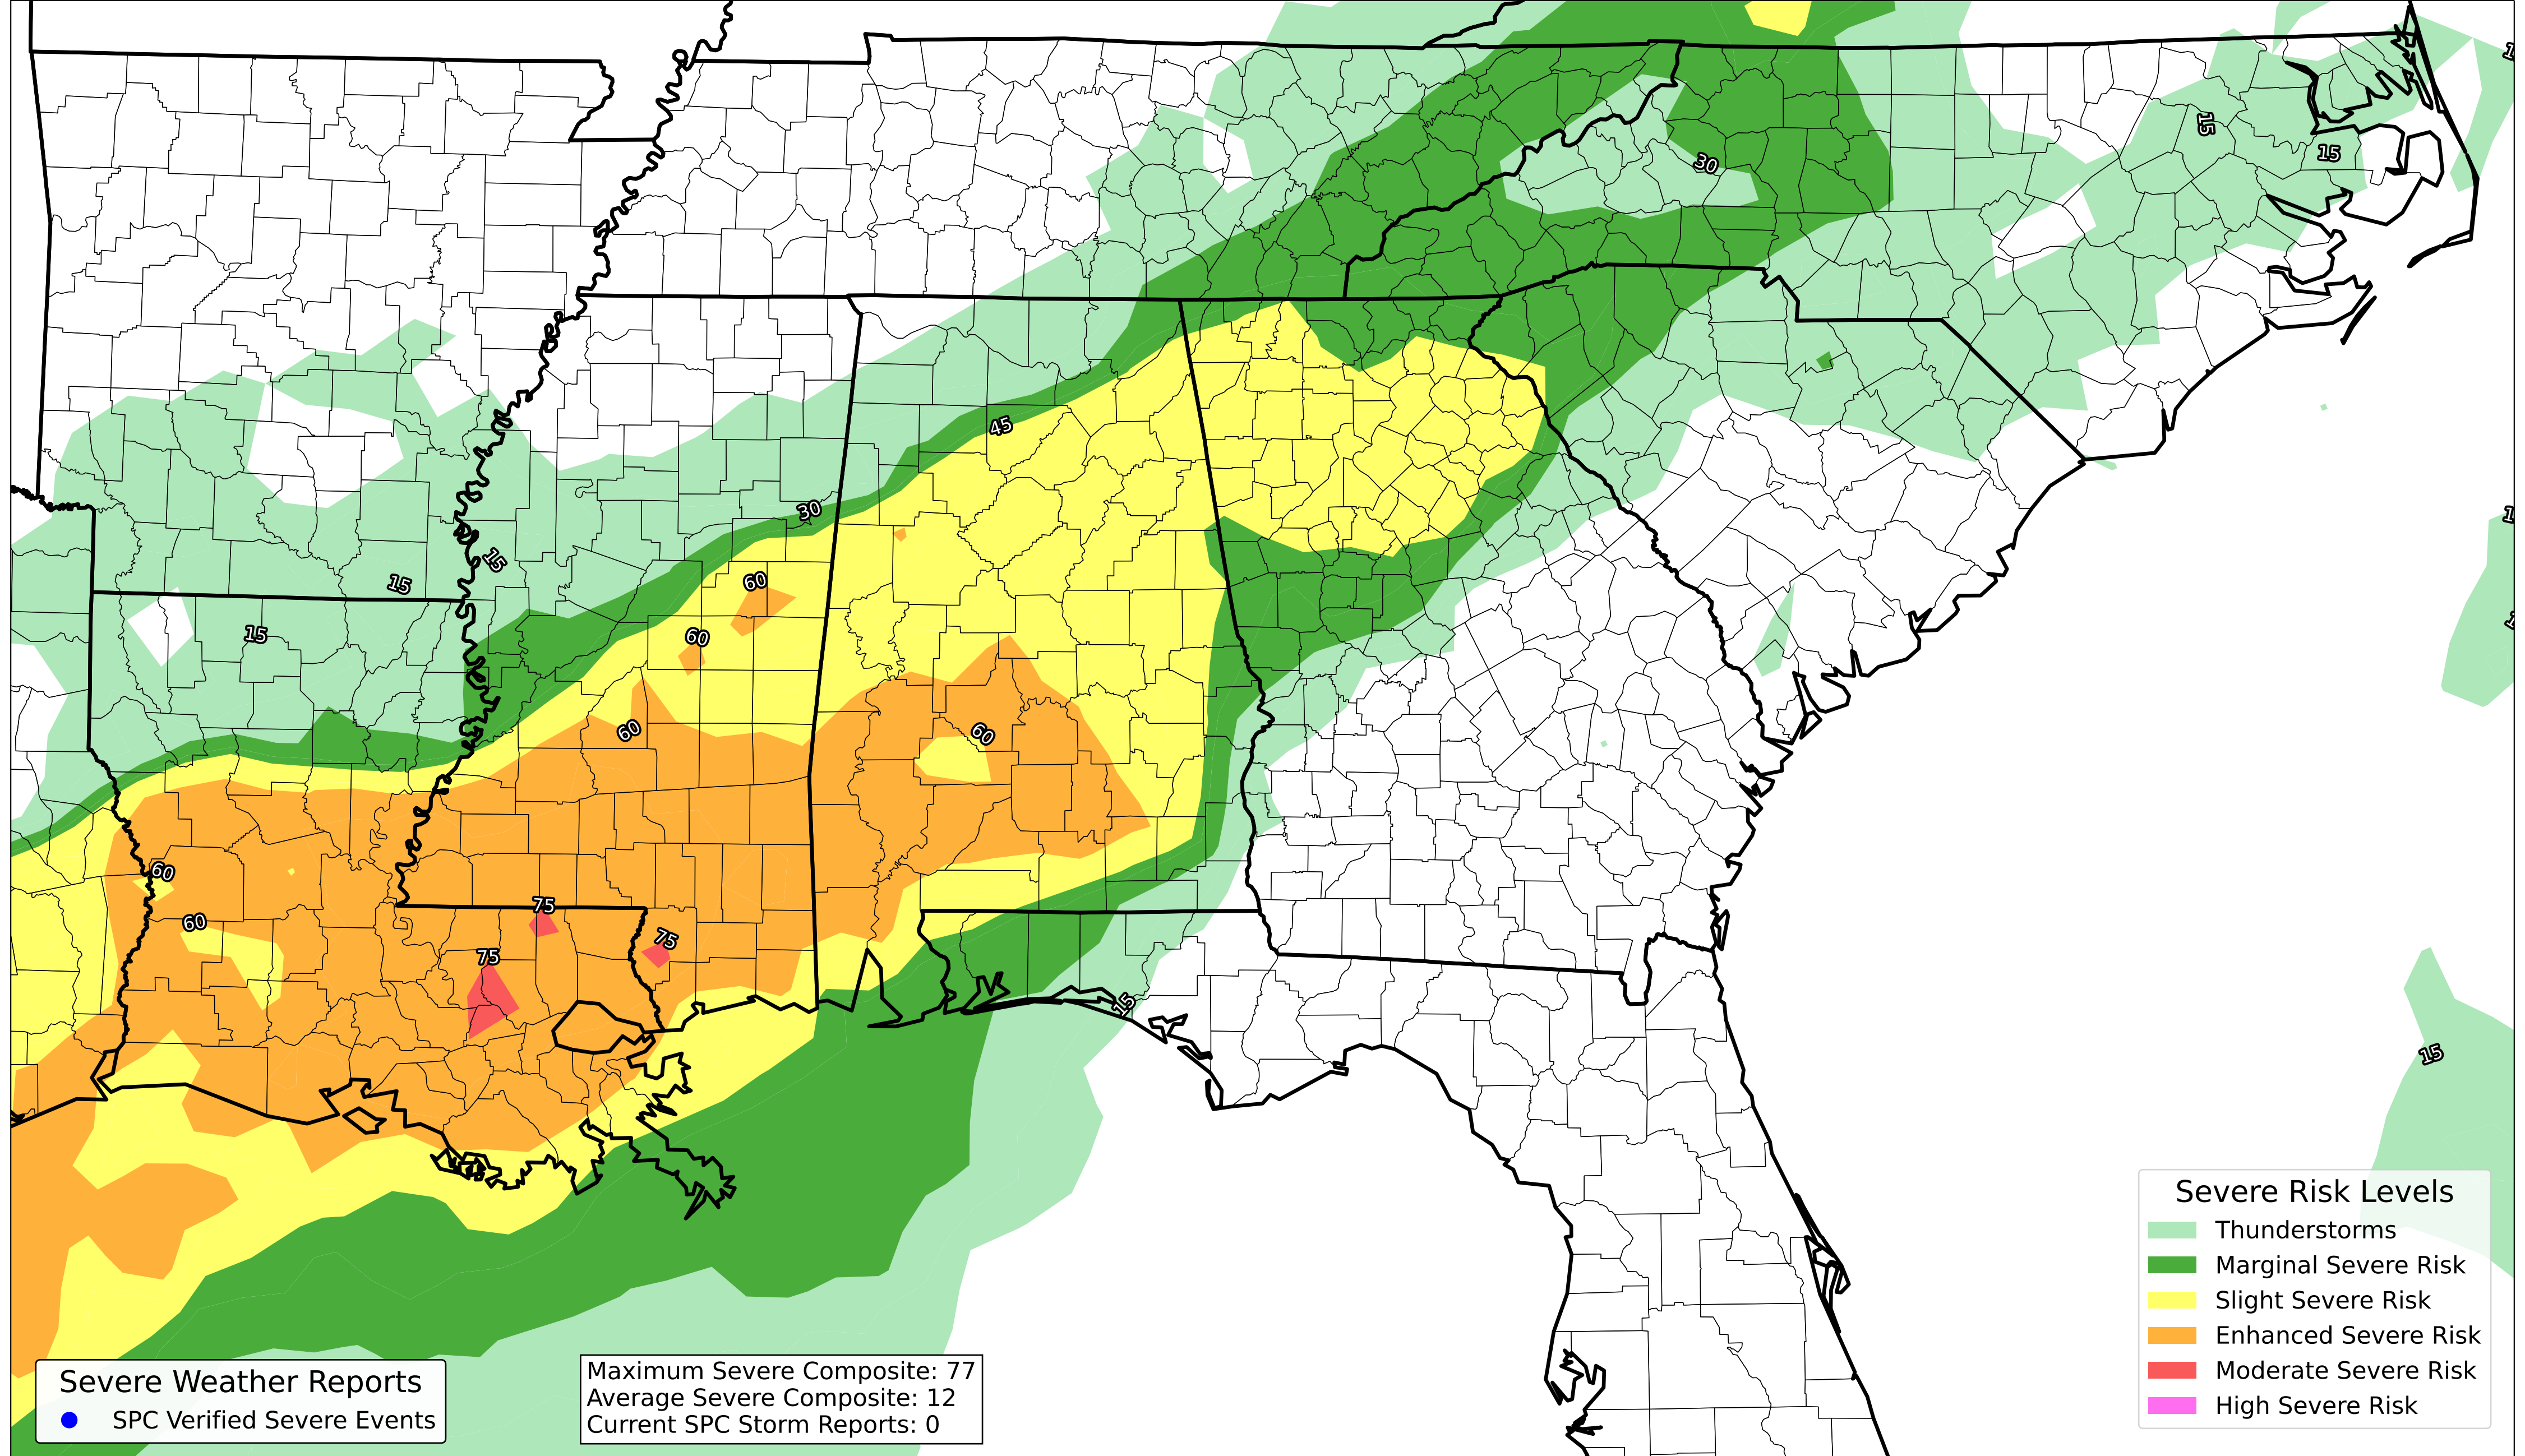 1
15
30
15
45
30
15
1
60
15
15
60
1
60
60
60
75
60
75
75
15
15
Severe Risk Levels
Thunderstorms
Marginal Severe Risk
Slight Severe Risk
Enhanced Severe Risk
Moderate Severe Risk
High Severe Risk
Severe Weather Reports
SPC Verified Severe Events
Maximum Severe Composite: 77
Average Severe Composite: 12
Current SPC Storm Reports: 0